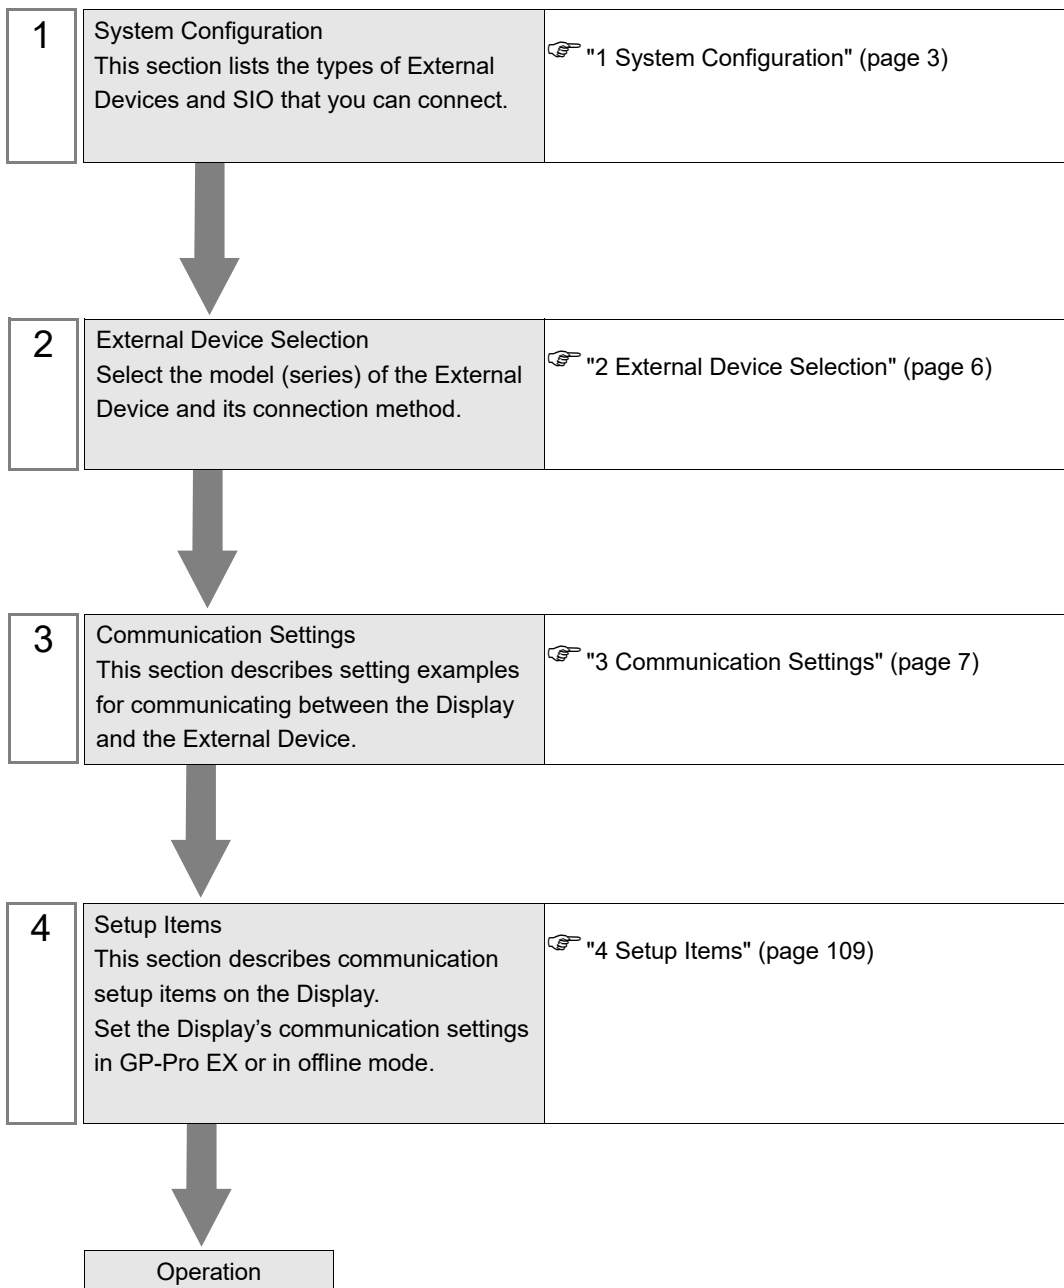 1
System Configuration
This section lists the types of External
Devices and SIO that you can connect.
"1 System Configuration" (page 3)
2
External Device Selection
Select the model (series) of the External
Device and its connection method.
"2 External Device Selection" (page 6)
3
Communication Settings
This section describes setting examples
for communicating between the Display
and the External Device.
"3 Communication Settings" (page 7)
4
Setup Items
This section describes communication
setup items on the Display.
Set the Display’s communication settings
in GP-Pro EX or in offline mode.
"4 Setup Items" (page 109)
Operation